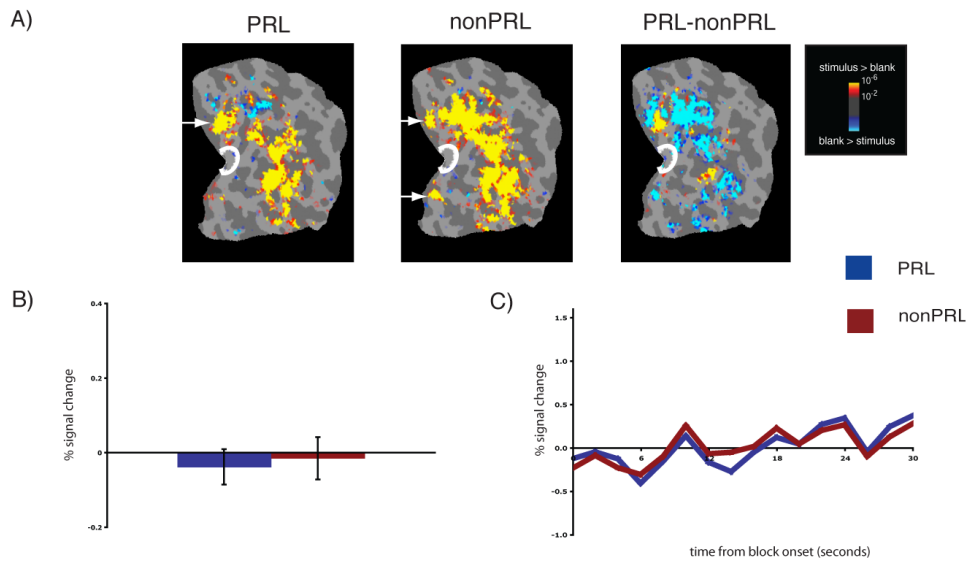 A)
PRL
nonPRL
PRL-nonPRL
stimulus > blank
10-6
10-2
blank > stimulus
PRL
nonPRL
B)
0.4
0.2
0
-0.2
% signal change
C)
1.5
1.0
0.5
0.0
-0.5
-1.0
% signal change
0
6
12
18
24
30
time from block onset (seconds)